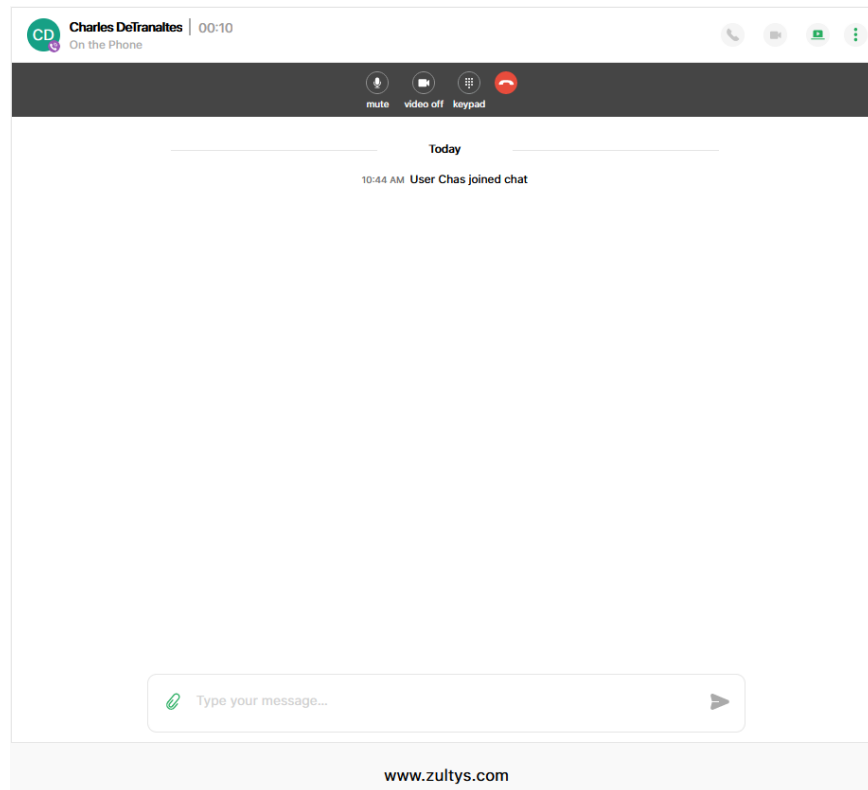 CD
Charles DeTranaltes | 00:10
On the Phone
mute video off keypad
Today
10:44 AM User Chas joined chat
Type your message...
www.zultys.com